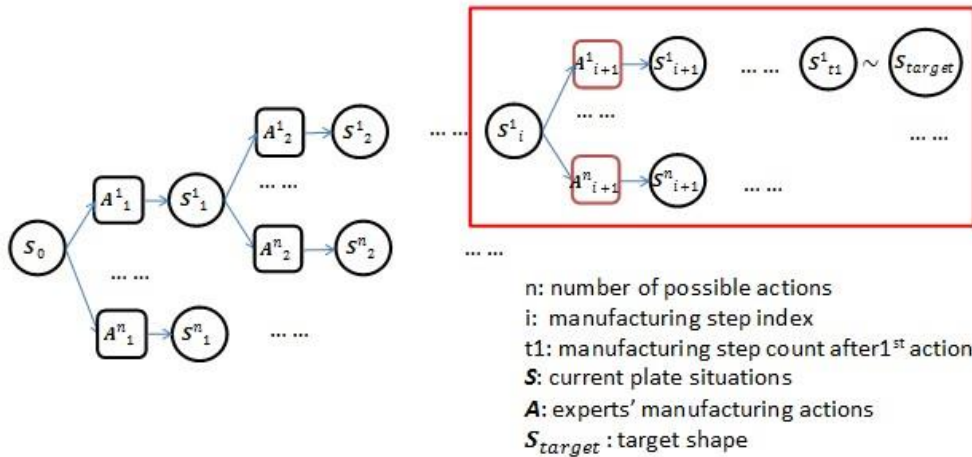 A¹ᵢ₊₁ S¹ᵢ₊₁ … … S¹ₜ₁ ~ S_target
A¹₂ S¹₂ … … S¹ᵢ … … … …
A¹₁ S¹₁ … … Aⁿᵢ₊₁ Sⁿᵢ₊₁ … …
S₀ Aⁿ₂ Sⁿ₂ … …
… …
Aⁿ₁ Sⁿ₁ … …
n: number of possible actions
i: manufacturing step index
t1: manufacturing step count after1ˢᵗ action
S: current plate situations
A: experts’ manufacturing actions
S_target : target shape